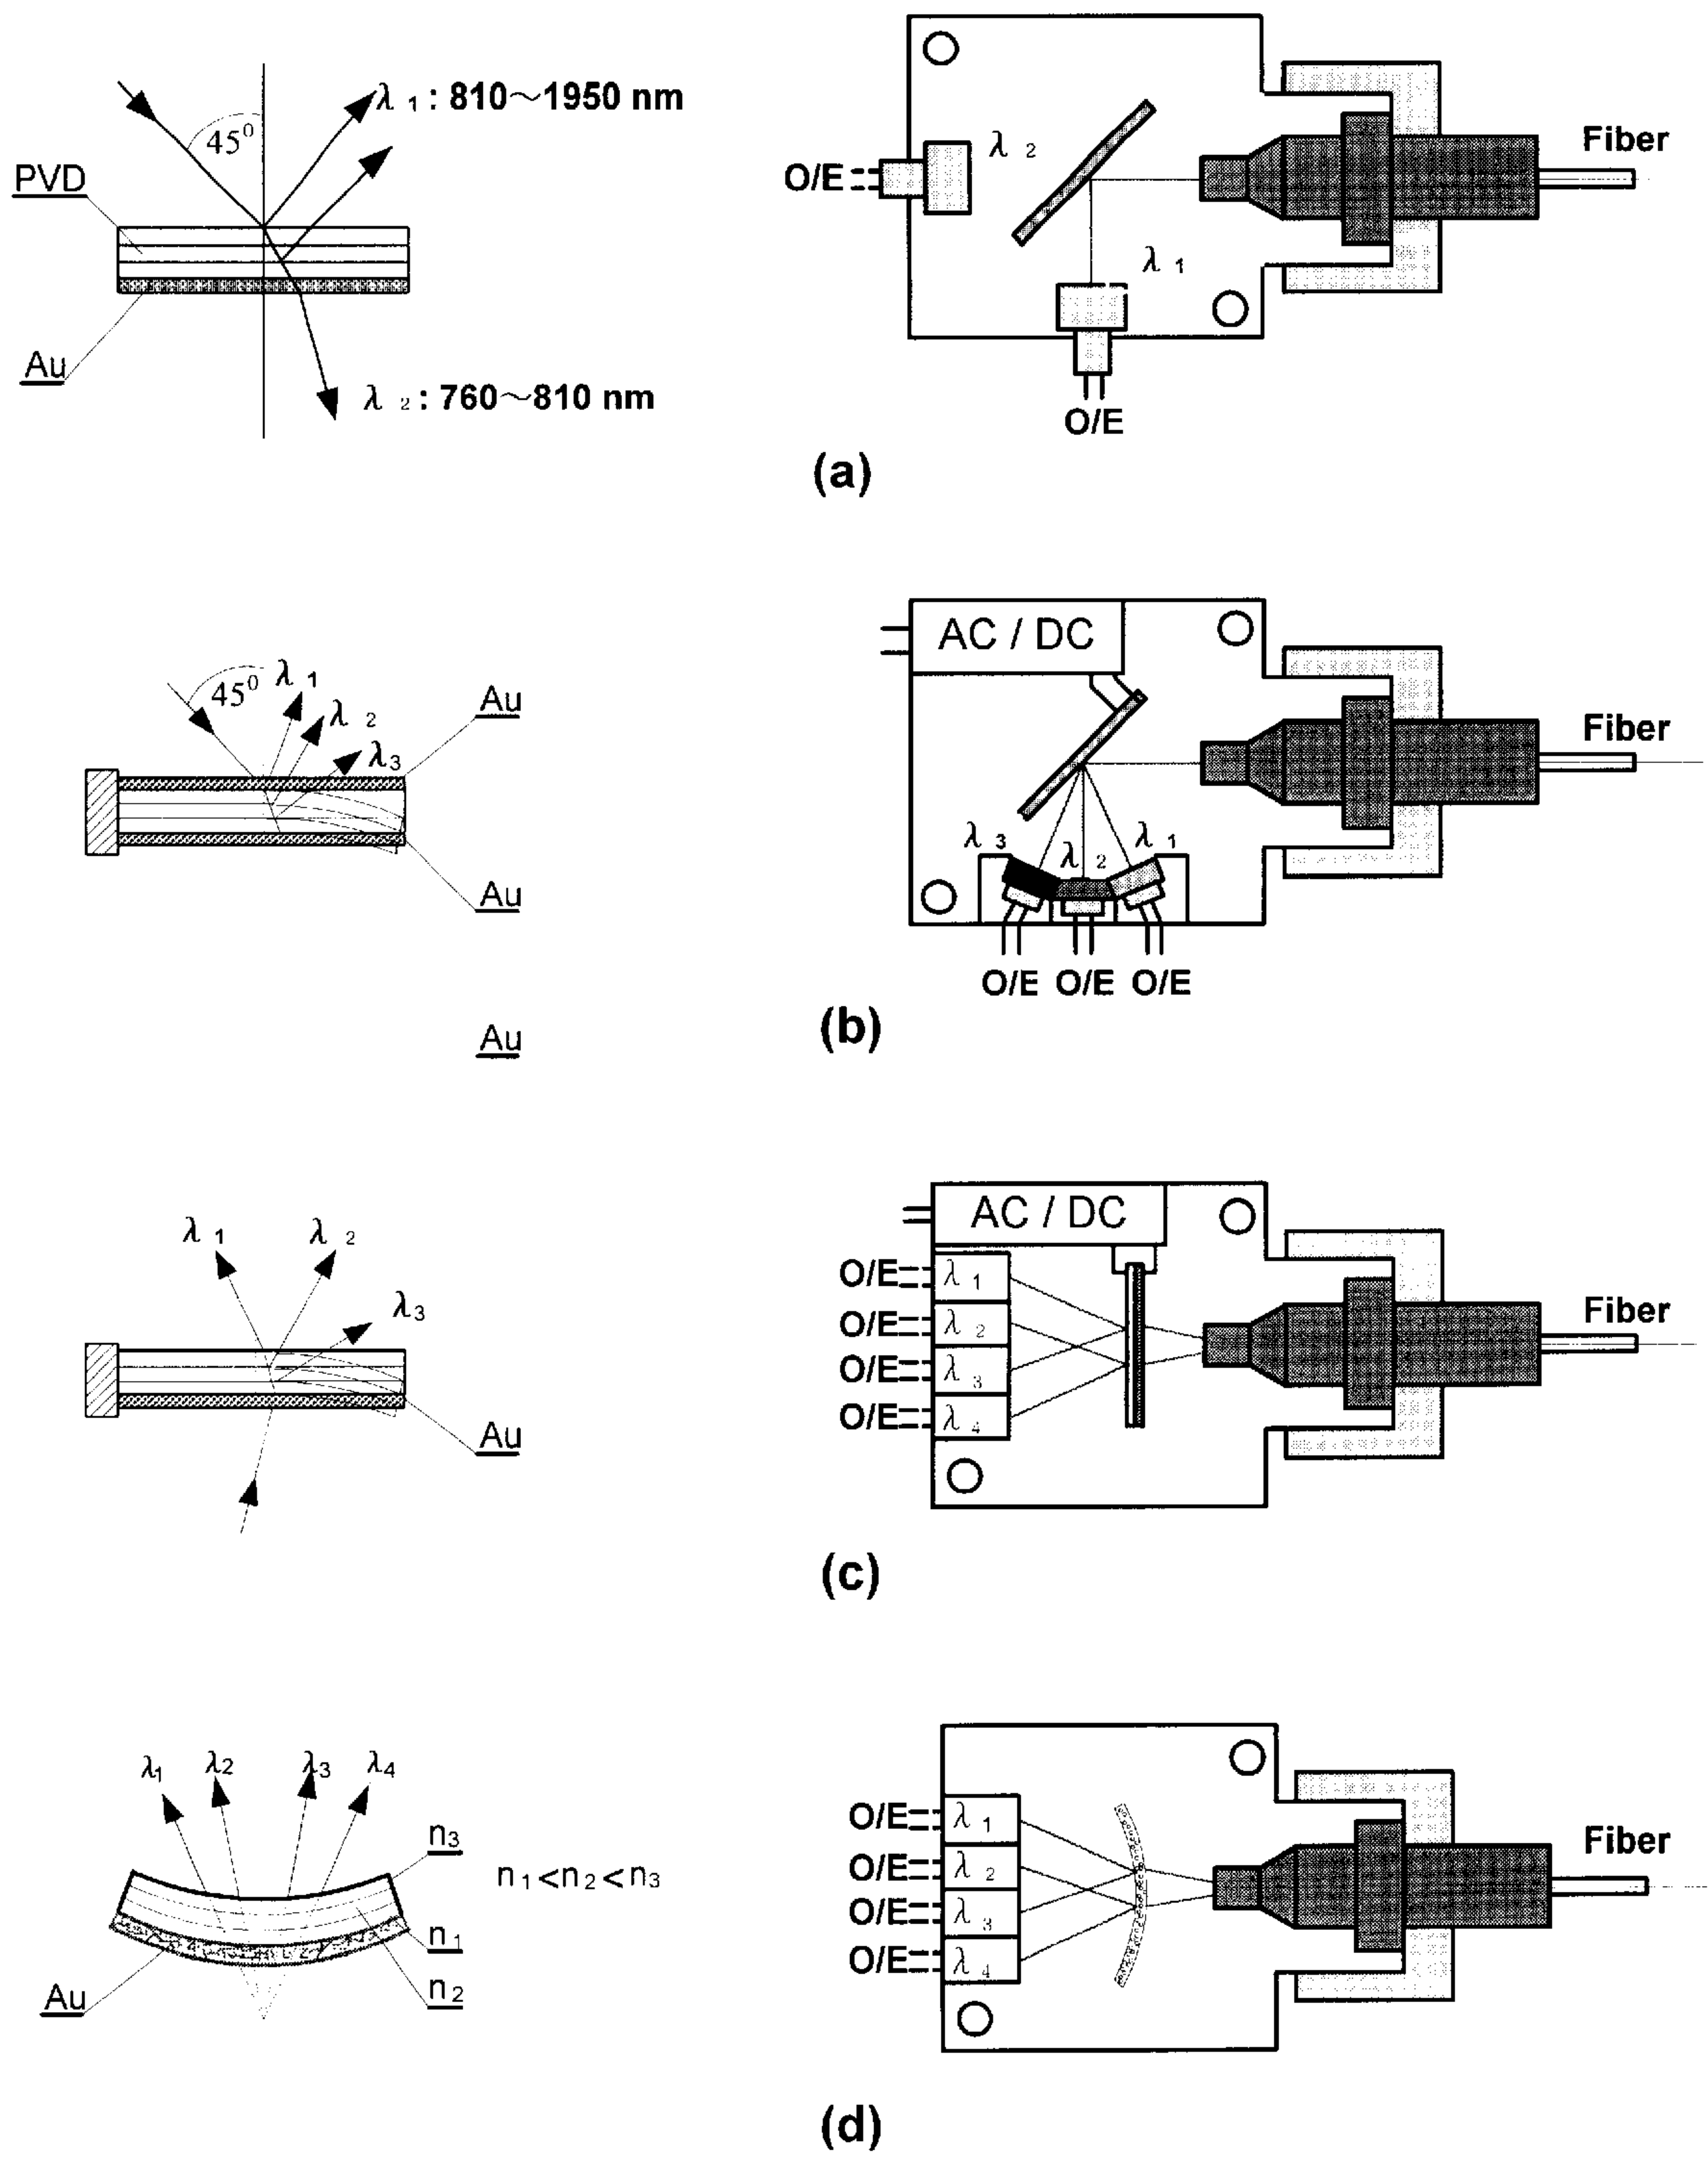 λ 1 : 810～1950 nm
45⁰
PVD
Au
λ 2 : 760～810 nm
λ 2
O/E
Fiber
λ 1
O/E
(a)
45⁰
λ 1
λ 2
λ3
Au
Au
Au
AC / DC
Fiber
λ 3
λ 2
λ 1
O/E O/E O/E
(b)
λ 1
λ 2
λ3
Au
AC / DC
O/E λ 1
O/E λ 2
O/E λ 3
O/E λ 4
Fiber
(c)
λ1 λ2 λ3 λ4
n3
n1<n2<n3
n1
n2
Au
O/E λ 1
O/E λ 2
O/E λ 3
O/E λ 4
Fiber
(d)